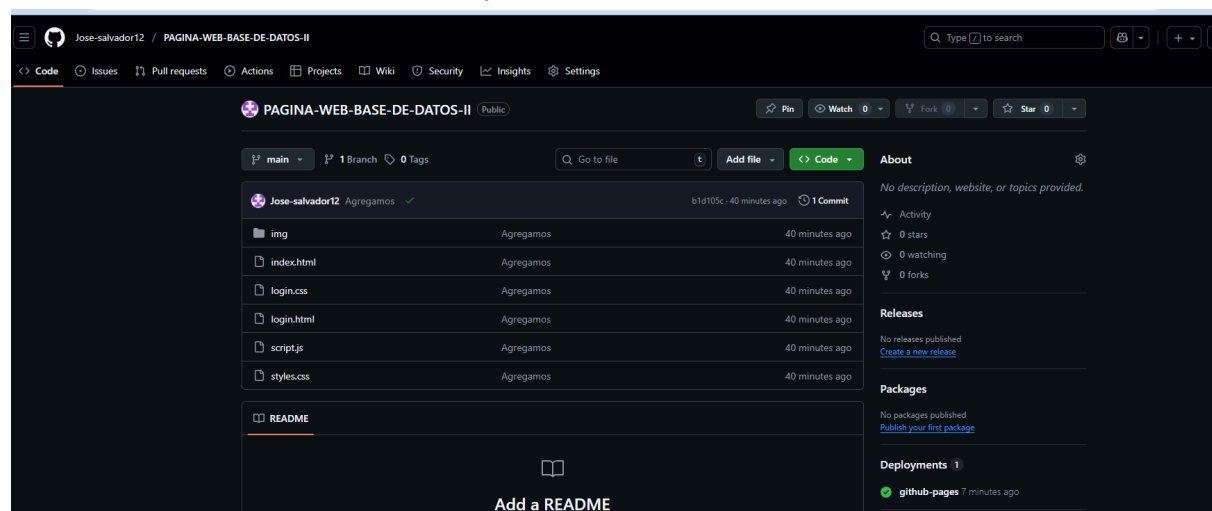 Jose-salvador12 / PAGINA-WEB-BASE-DE-DATOS-II
Type / to search
Code Issues Pull requests Actions Projects Wiki Security Insights Settings
PAGINA-WEB-BASE-DE-DATOS-II Public
Pin Watch 0 Fork 0 Star 0
main 1 Branch 0 Tags
Go to file t Add file Code
Jose-salvador12 Agregamos b1d105c · 40 minutes ago 1 Commit
img Agregamos 40 minutes ago
index.html Agregamos 40 minutes ago
login.css Agregamos 40 minutes ago
login.html Agregamos 40 minutes ago
script.js Agregamos 40 minutes ago
styles.css Agregamos 40 minutes ago
README
Add a README
About
No description, website, or topics provided.
Activity
0 stars
0 watching
0 forks
Releases
No releases published
Create a new release
Packages
No packages published
Publish your first package
Deployments 1
github-pages 7 minutes ago